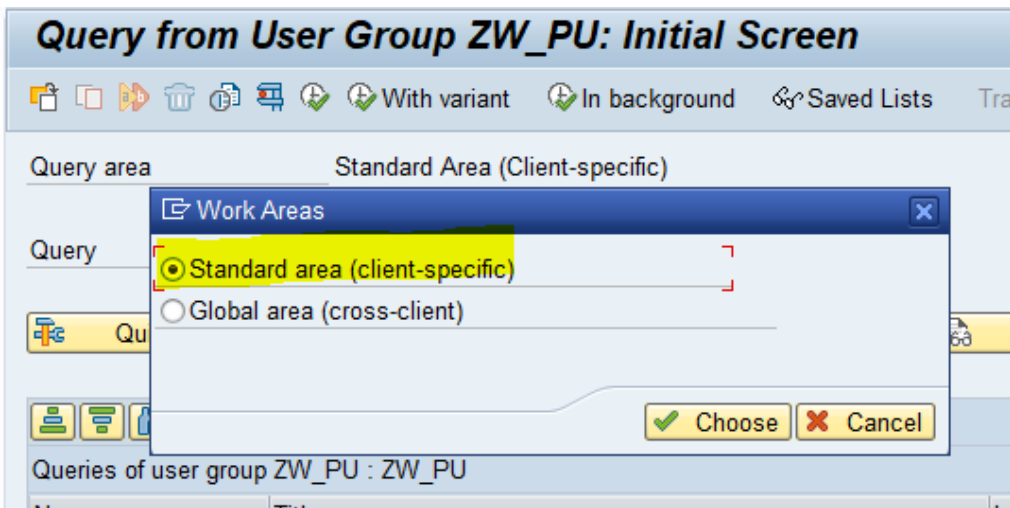 Query from User Group ZW_PU: Initial Screen
With variant In background Saved Lists Tra
Query area Standard Area (Client-specific)
Work Areas
Query
Standard area (client-specific)
Global area (cross-client)
Qu
Choose Cancel
Queries of user group ZW_PU : ZW_PU